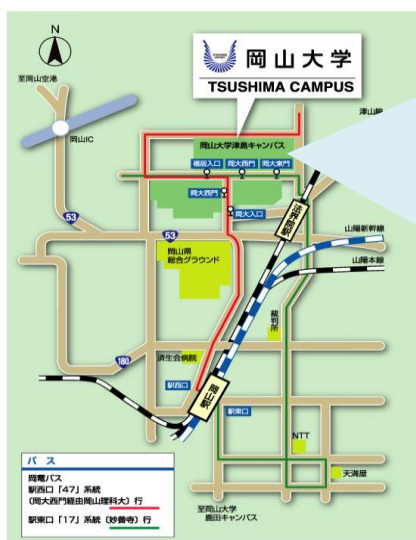 N
岡山大学
TSUSHIMA CAMPUS
至岡山空港
岡山IC
津山線
岡山大学津島キャンパス
福居入口
岡大西門
岡大東門
岡大西門
岡大入口
法界院駅
53
53
岡山県
総合グラウンド
山陽新幹線
山陽本線
裁判所
180
済生会病院
駅西口
岡山駅
駅東口
NTT
天満屋
至岡山大学
鹿田キャンパス
バス
岡電バス
駅西口「47」系統
(岡大西門経由岡山理科大)行
駅東口「17」系統(妙善寺)行